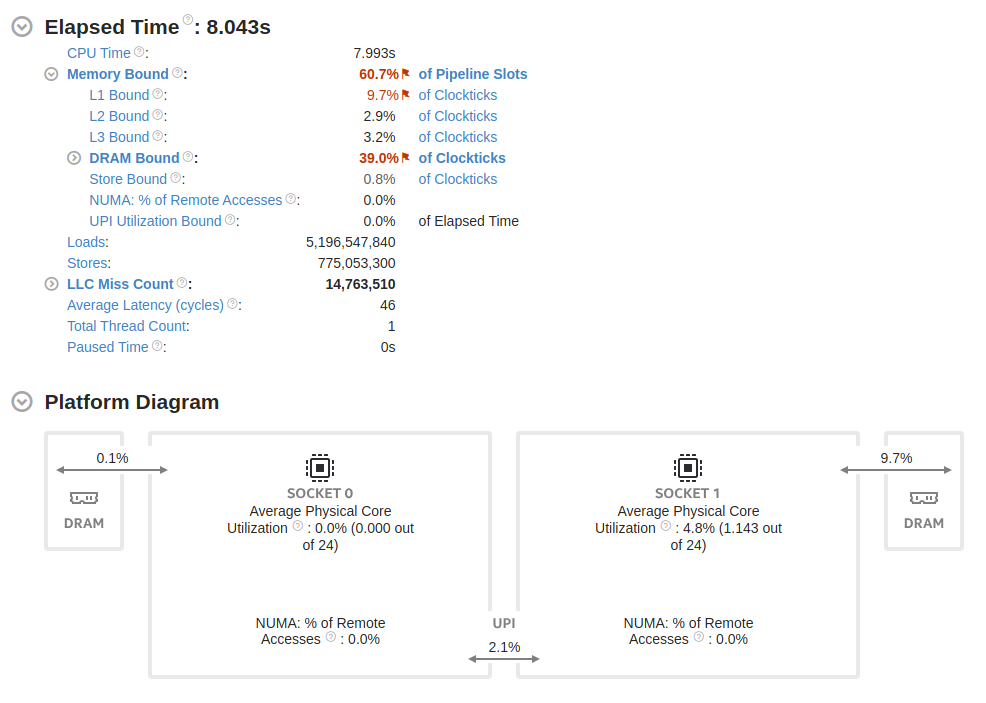 Elapsed Time: 8.043s
CPU Time: 7.993s
Memory Bound: 60.7% of Pipeline Slots
L1 Bound: 9.7% of Clockticks
L2 Bound: 2.9% of Clockticks
L3 Bound: 3.2% of Clockticks
DRAM Bound: 39.0% of Clockticks
Store Bound: 0.8% of Clockticks
NUMA: % of Remote Accesses: 0.0%
UPI Utilization Bound: 0.0% of Elapsed Time
Loads: 5,196,547,840
Stores: 775,053,300
LLC Miss Count: 14,763,510
Average Latency (cycles): 46
Total Thread Count: 1
Paused Time: 0s
Platform Diagram
0.1%
DRAM
SOCKET 0
Average Physical Core
Utilization : 0.0% (0.000 out
of 24)
NUMA: % of Remote
Accesses : 0.0%
UPI
2.1%
SOCKET 1
Average Physical Core
Utilization : 4.8% (1.143 out
of 24)
NUMA: % of Remote
Accesses : 0.0%
9.7%
DRAM